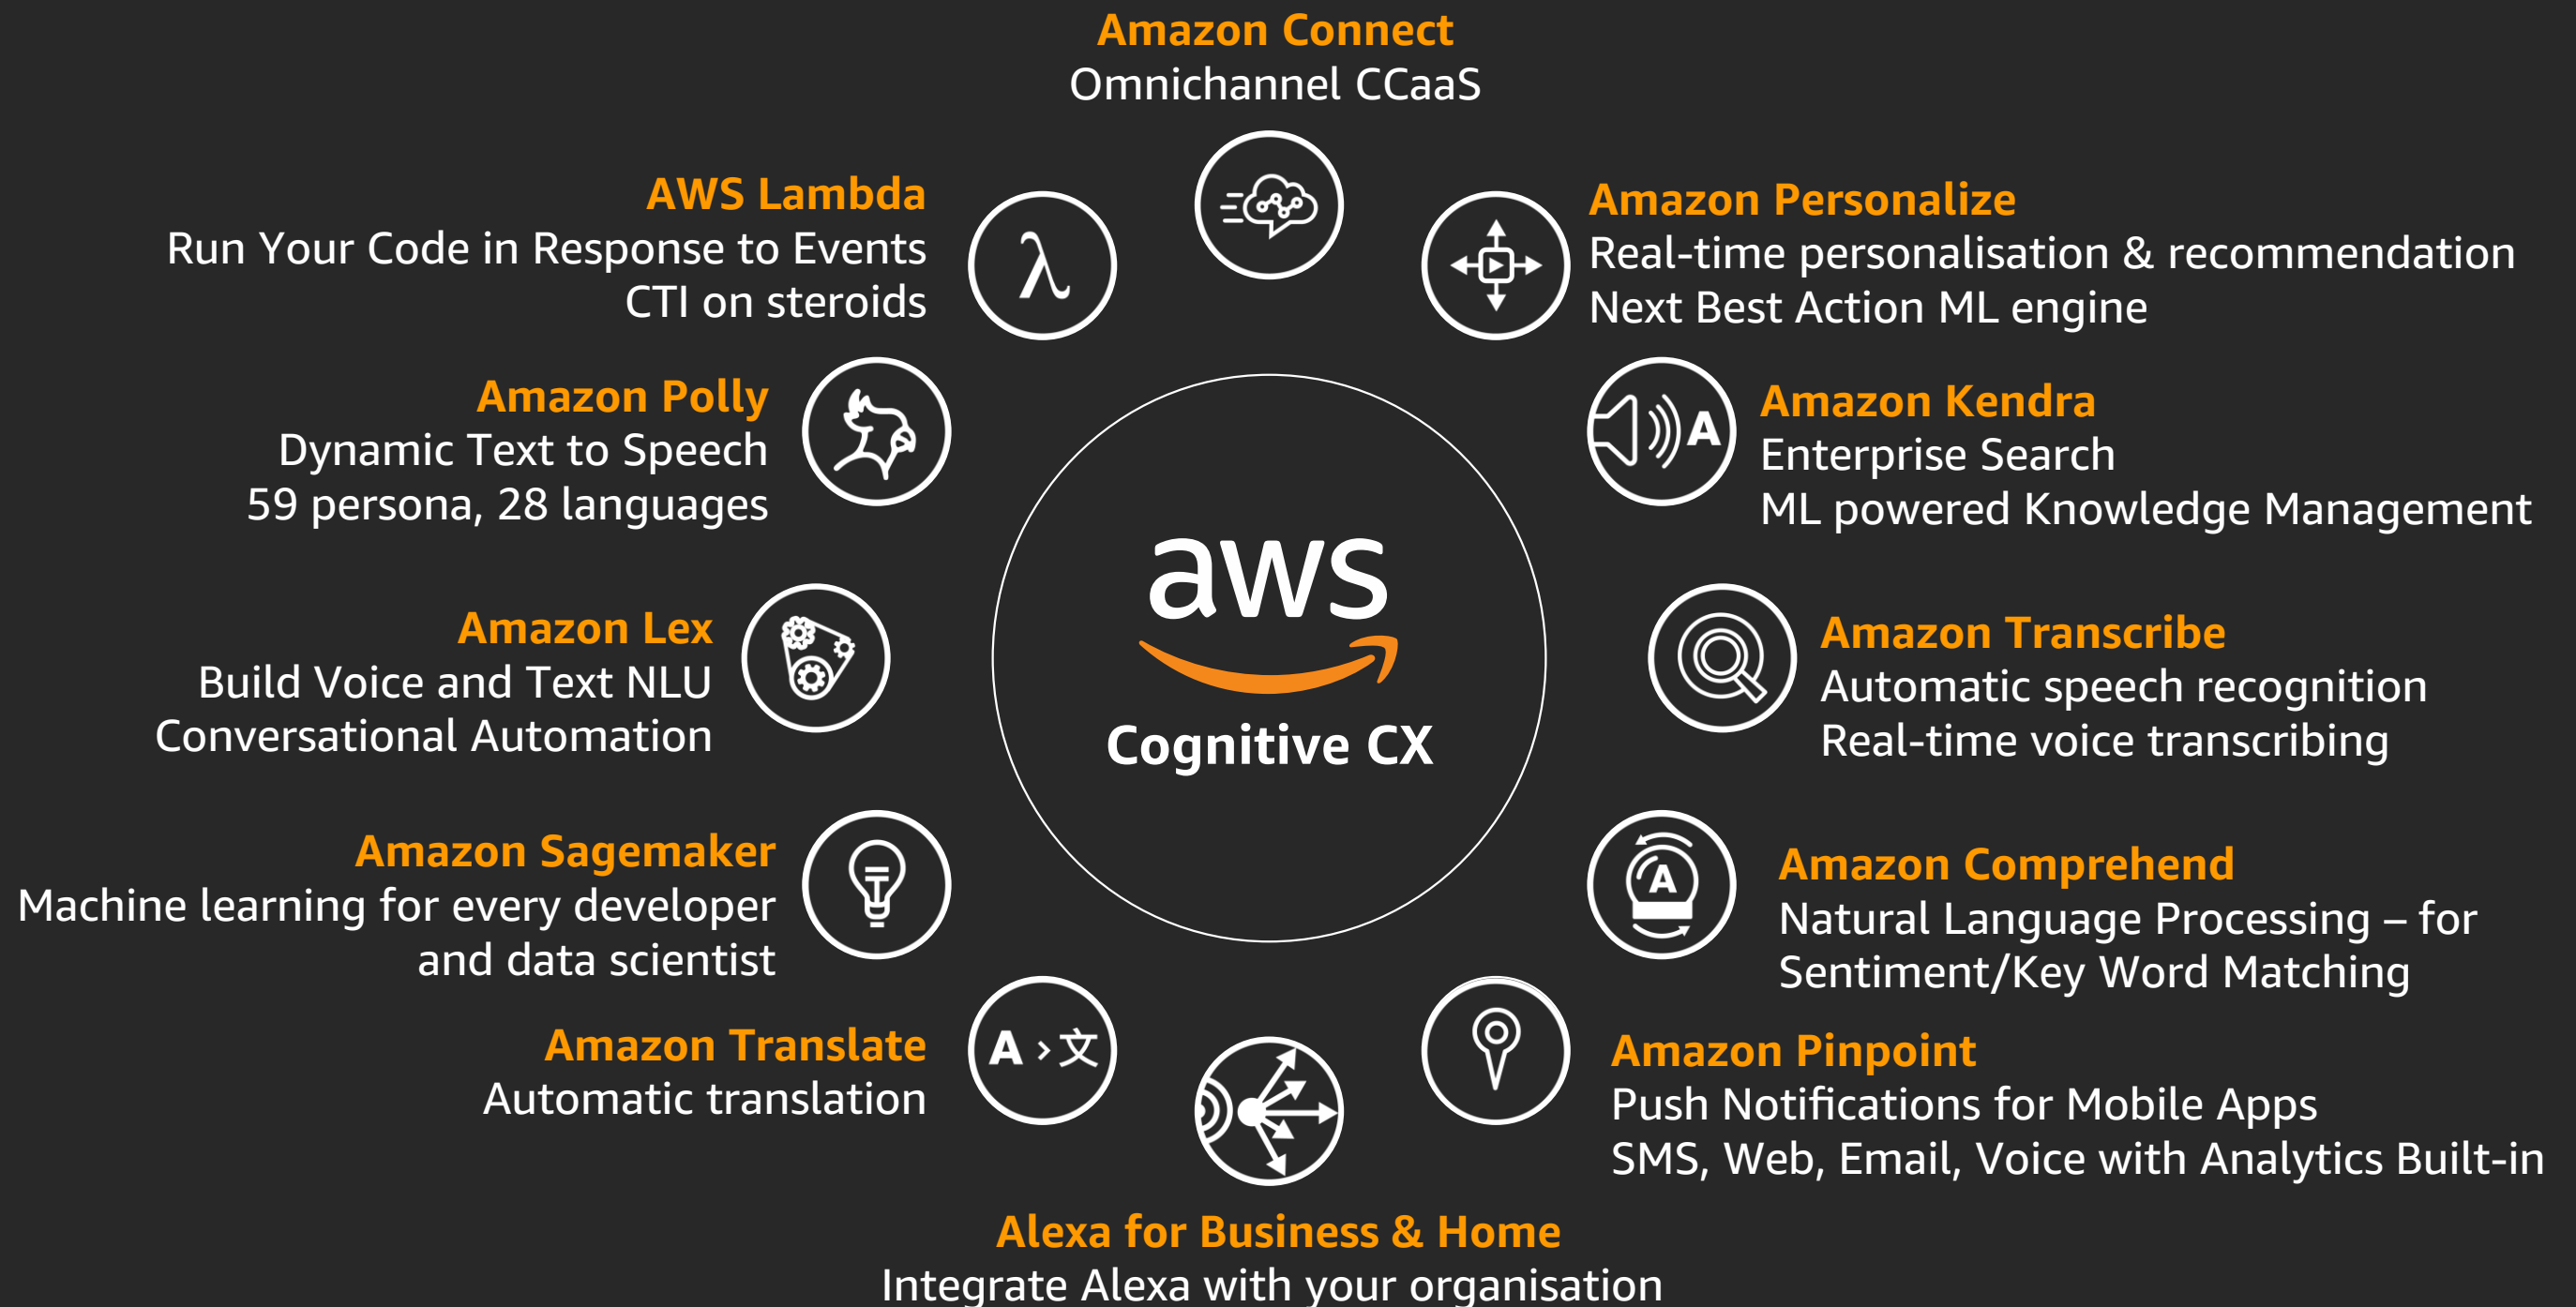 Amazon Connect
Omnichannel CCaaS
AWS Lambda
Run Your Code in Response to Events
CTI on steroids
λ
Amazon Personalize
Real-time personalisation & recommendation
Next Best Action ML engine
Amazon Polly
Dynamic Text to Speech
59 persona, 28 languages
A
Amazon Kendra
Enterprise Search
ML powered Knowledge Management
aws
Cognitive CX
Amazon Lex
Build Voice and Text NLU
Conversational Automation
Amazon Transcribe
Automatic speech recognition
Real-time voice transcribing
Amazon Sagemaker
Machine learning for every developer
and data scientist
A
Amazon Comprehend
Natural Language Processing – for
Sentiment/Key Word Matching
Amazon Translate
Automatic translation
A › 文
Amazon Pinpoint
Push Notifications for Mobile Apps
SMS, Web, Email, Voice with Analytics Built-in
Alexa for Business & Home
Integrate Alexa with your organisation